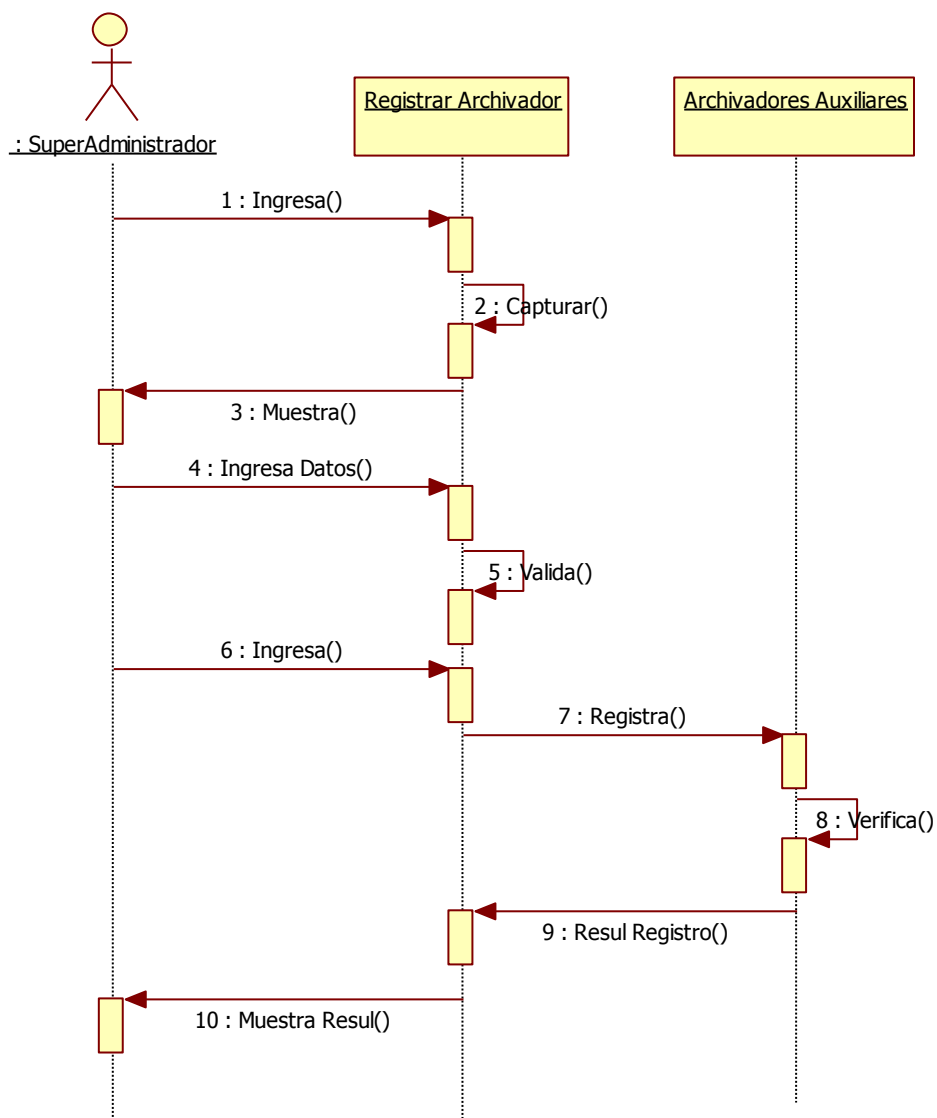 : SuperAdministrador
Registrar Archivador
Archivadores Auxiliares
1 : Ingresa()
2 : Capturar()
3 : Muestra()
4 : Ingresa Datos()
5 : Valida()
6 : Ingresa()
7 : Registra()
8 : Verifica()
9 : Resul Registro()
10 : Muestra Resul()